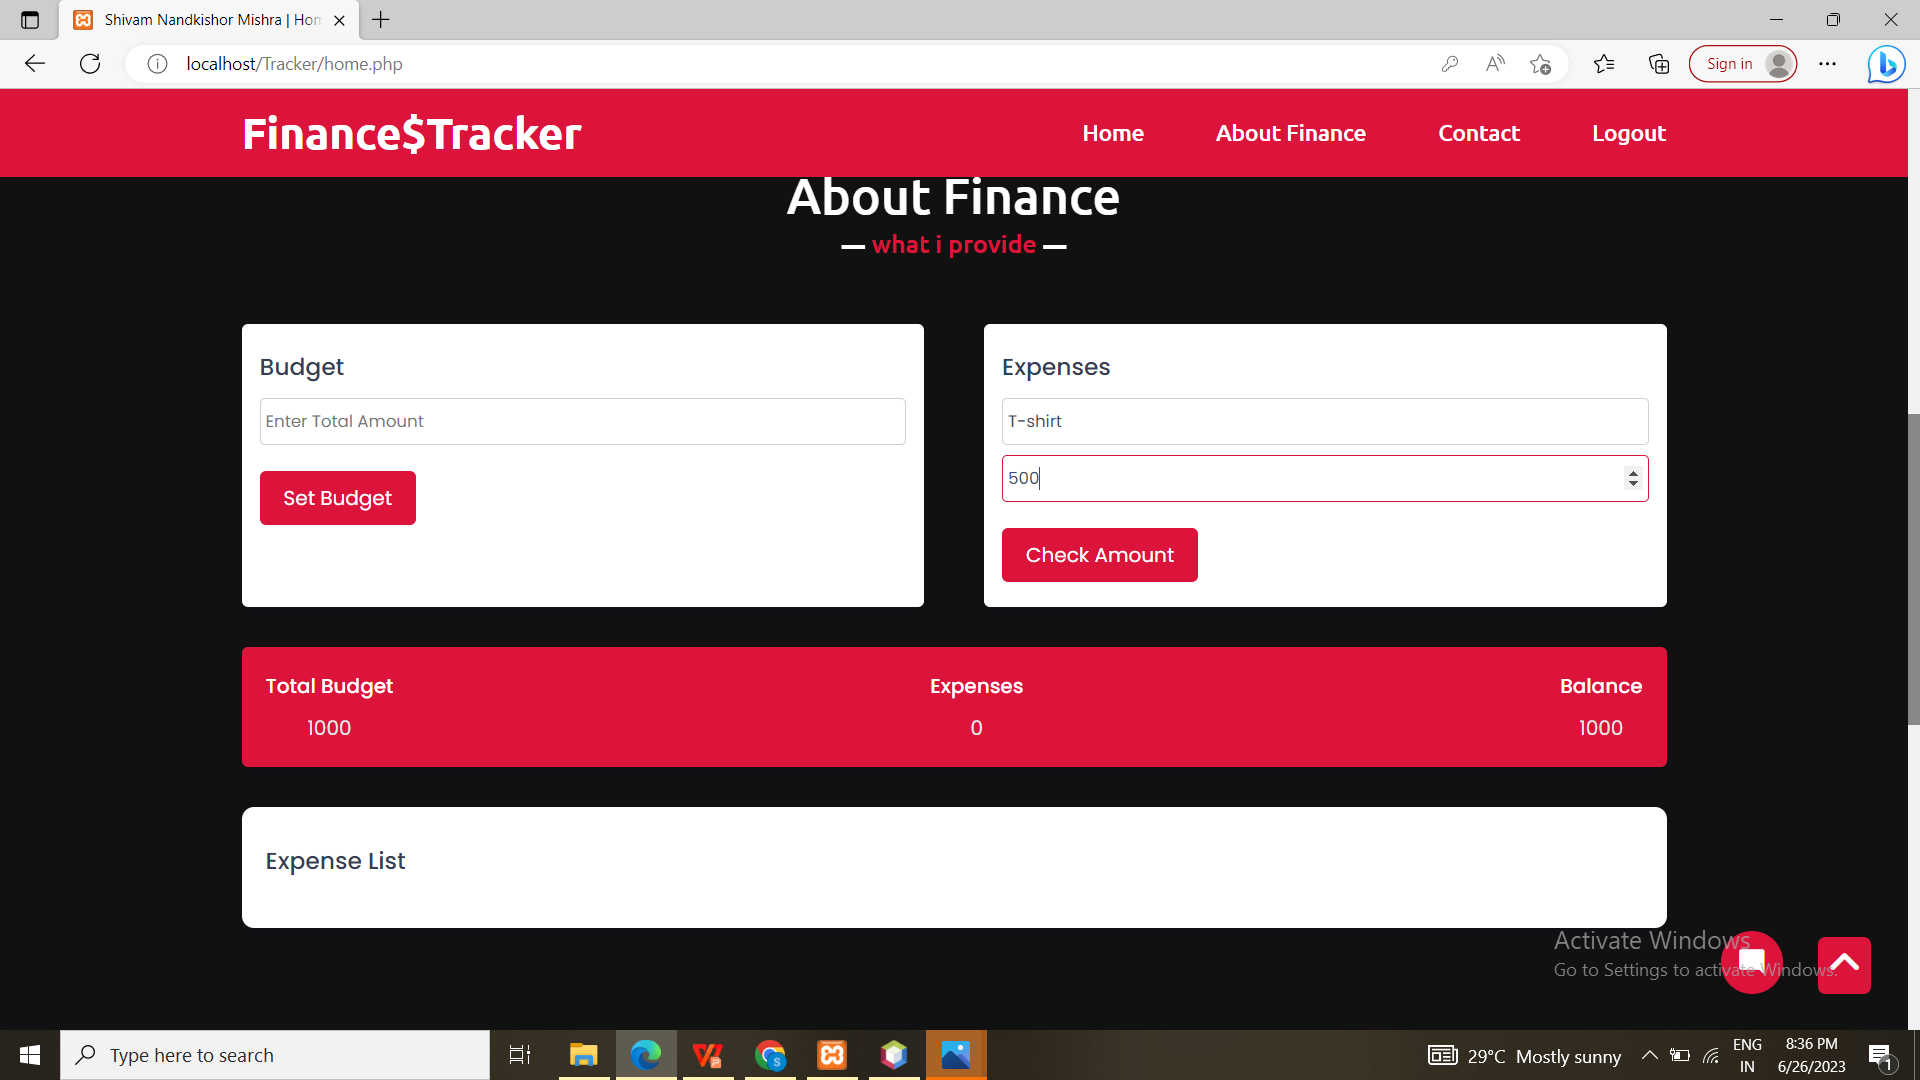 Shivam Nandkishor Mishra | Hom
localhost/Tracker/home.php
Sign in
Finance$Tracker
Home
About Finance
Contact
Logout
About Finance
what i provide
Budget
Enter Total Amount
Set Budget
Expenses
T-shirt
500
Check Amount
Total Budget
1000
Expenses
0
Balance
1000
Expense List
Activate Windows
Go to Settings to activate Windows.
Type here to search
29°C Mostly sunny
ENG
IN
8:36 PM
6/26/2023
1